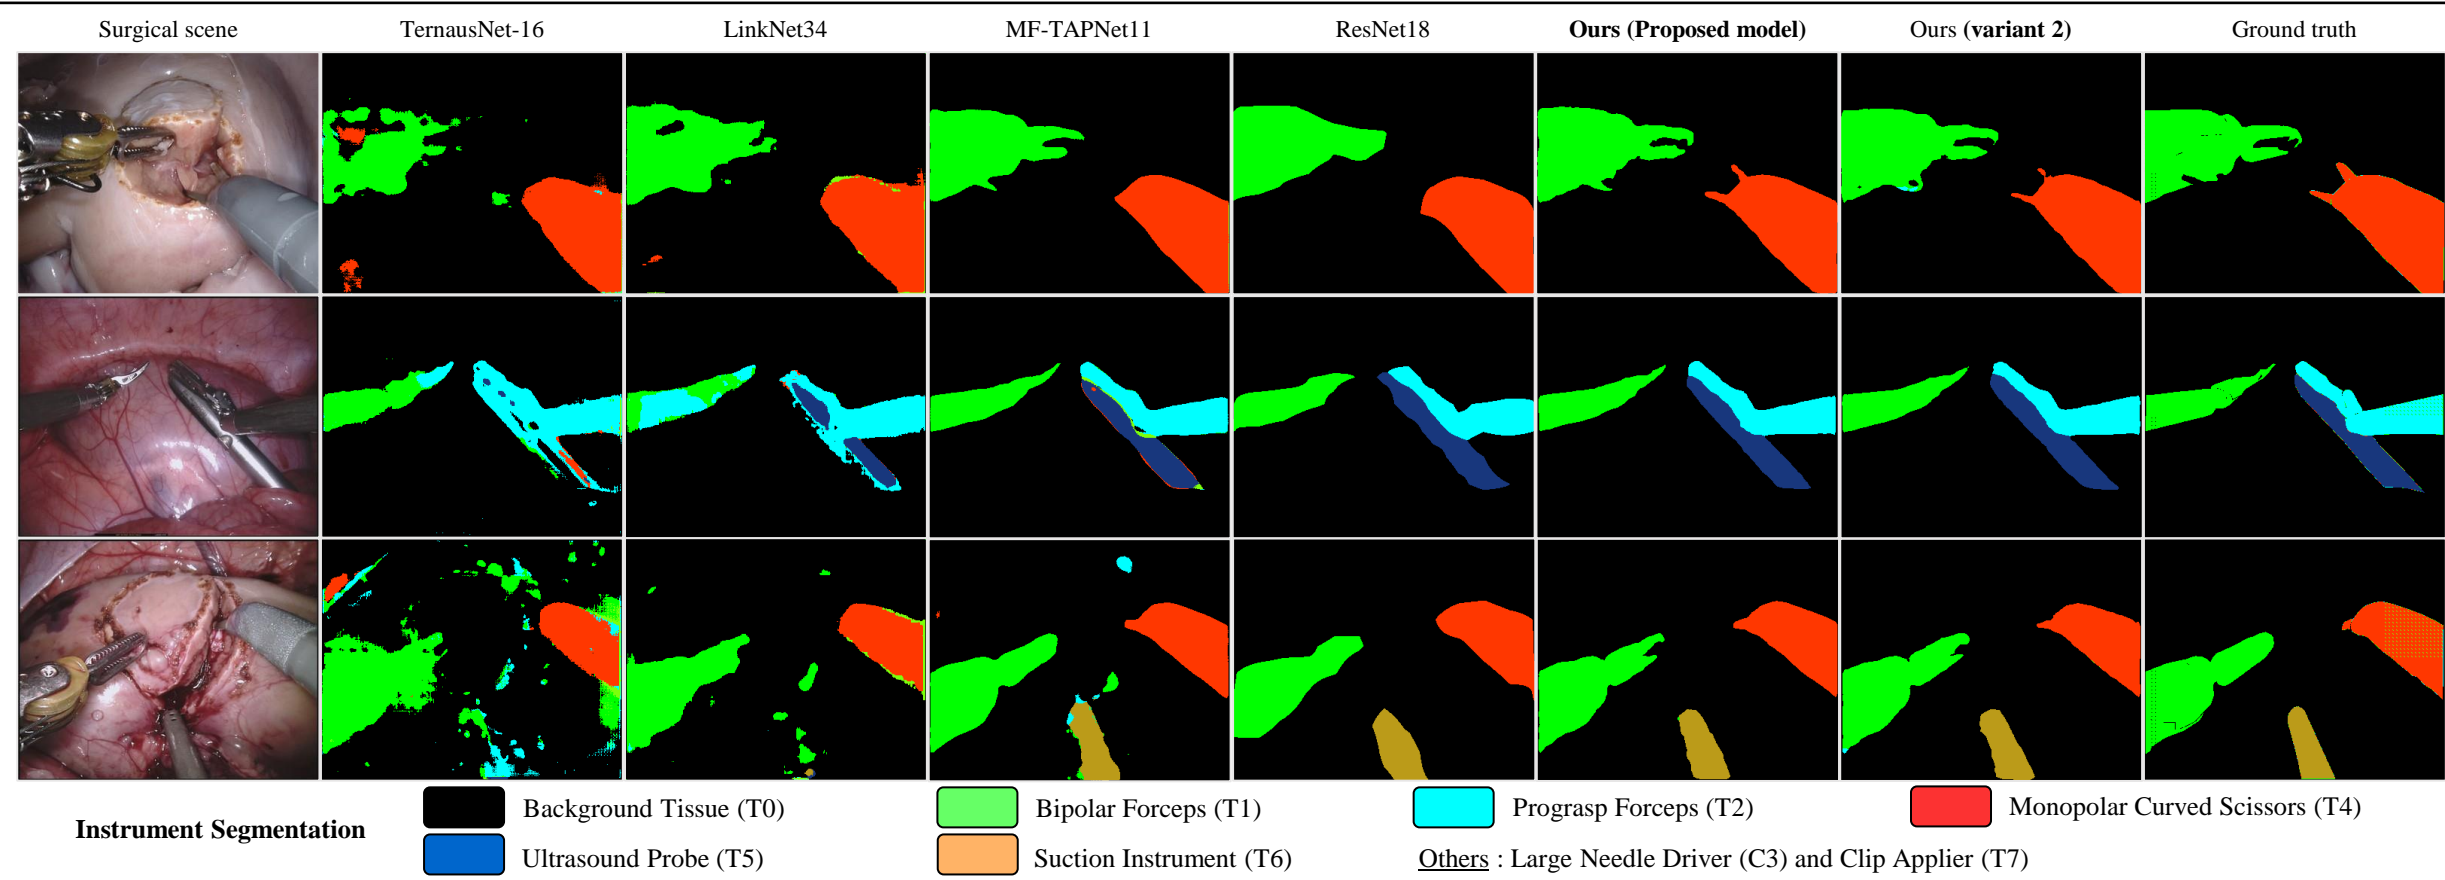 Surgical scene TernausNet-16 LinkNet34 MF-TAPNet11 ResNet18 Ours (Proposed model) Ours (variant 2) Ground truth
Instrument Segmentation
Background Tissue (T0) Bipolar Forceps (T1) Prograsp Forceps (T2) Monopolar Curved Scissors (T4)
Ultrasound Probe (T5) Suction Instrument (T6) Others : Large Needle Driver (C3) and Clip Applier (T7)